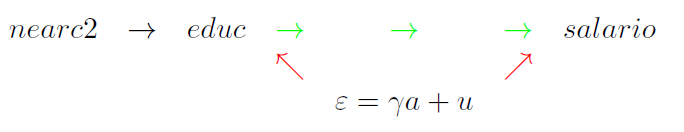 nearc2 → educ → → → salario
ε = γa + u